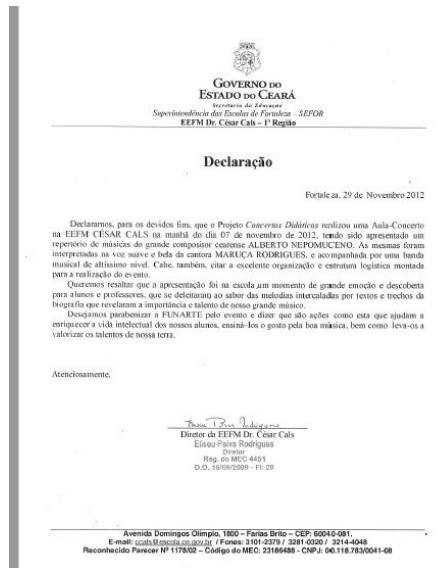 GOVERNO DO
ESTADO DO CEARÁ
Secretaria da Educação
Superintendência das Escolas de Fortaleza - SEFOR
EEFM Dr. César Cals – 1ª Região
Declaração
Fortaleza, 29 de Novembro 2012
Declaramos, para os devidos fins, que o Projeto Concertos Didáticos realizou uma Aula-Concerto
na EEFM CÉSAR CALS na manhã do dia 07 de novembro de 2012, tendo sido apresentado um
repertório de músicas do grande compositor cearense ALBERTO NEPOMUCENO. As mesmas foram
interpretadas na voz suave e bela da cantora MARUÇA RODRIGUES, e acompanhada por uma banda
musical de altíssimo nível. Cabe, também, citar a excelente organização e estrutura logística montada
para a realização do evento.
Queremos resaltar que a apresentação foi na escola um momento de grande emoção e descoberta
para alunos e professores, que se deleitaram ao sabor das melodias intercaladas por textos e trechos da
biografia que revelaram a importância e talento de nosso grande músico.
Desejamos parabenizar a FUNARTE pelo evento e dizer que são ações como esta que ajudam a
enriquecer a vida intelectual dos nossos alunos, ensiná-los o gosto pela boa música, bem como leva-os a
valorizar os talentos de nossa terra.
Atenciosamente,
Diretor da EEFM Dr. César Cals
Eliseu Paiva Rodrigues
Diretor
Reg. do MEC 4451
D.O. 15/09/2009 - Fl: 28
Avenida Domingos Olímpio, 1800 – Farias Brito – CEP: 60040-081,
E-mail: ccals@escola.ce.gov.br / Fones: 3101-2379 / 3281-0320 / 3214-4048
Reconhecido Parecer Nº 1178/02 – Código do MEC: 23186488 - CNPJ: 00.118.783/0041-08